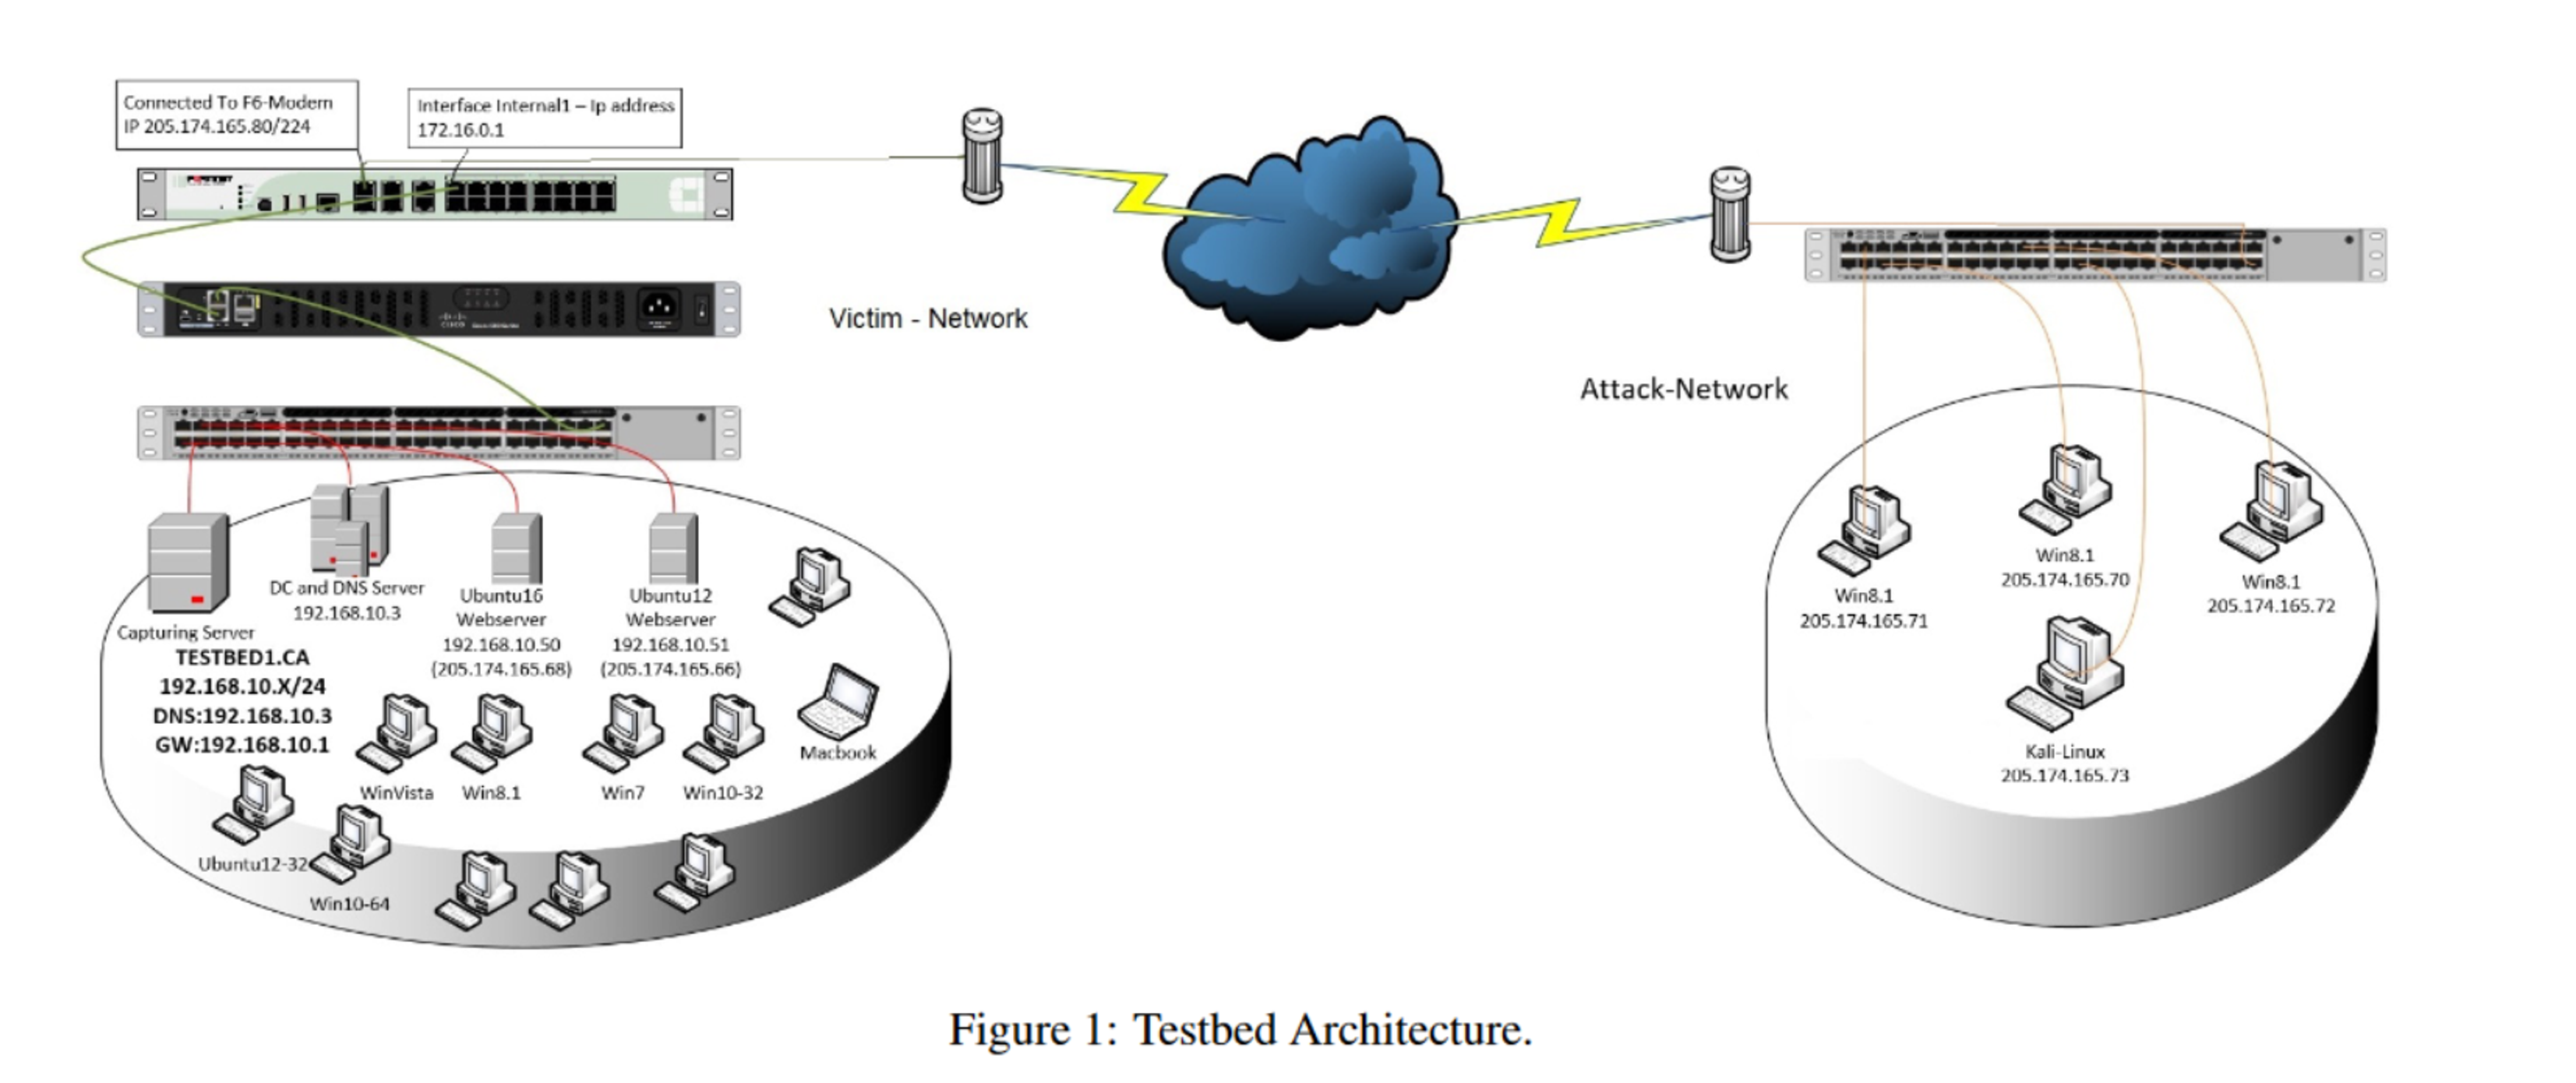 Connected To F6-Modem
IP 205.174.165.80/224
Interface Internal1 – Ip address
172.16.0.1
Victim - Network
Attack-Network
CISCO
DC and DNS Server
192.168.10.3
Ubuntu16
Webserver
192.168.10.50
(205.174.165.68)
Ubuntu12
Webserver
192.168.10.51
(205.174.165.66)
Capturing Server
TESTBED1.CA
192.168.10.X/24
DNS:192.168.10.3
GW:192.168.10.1
WinVista
Win8.1
Win7
Win10-32
Macbook
Ubuntu12-32
Win10-64
Win8.1
205.174.165.71
Win8.1
205.174.165.70
Win8.1
205.174.165.72
Kali-Linux
205.174.165.73
Figure 1: Testbed Architecture.